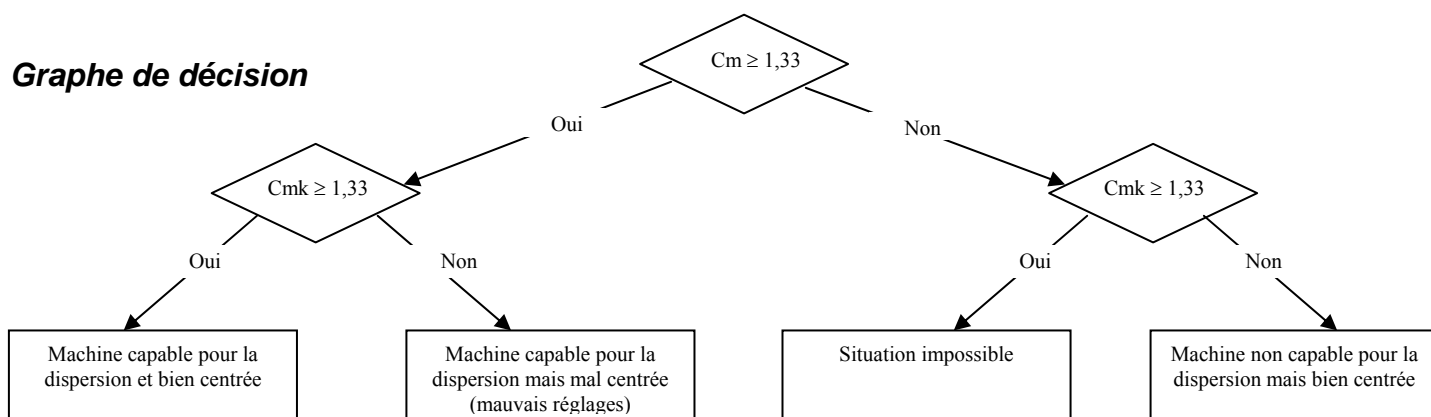 Graphe de décision
Cm ≥ 1,33
Oui
Non
Cmk ≥ 1,33
Cmk ≥ 1,33
Oui
Non
Oui
Non
Machine capable pour la
dispersion et bien centrée
Machine capable pour la
dispersion mais mal centrée
(mauvais réglages)
Situation impossible
Machine non capable pour la
dispersion mais bien centrée